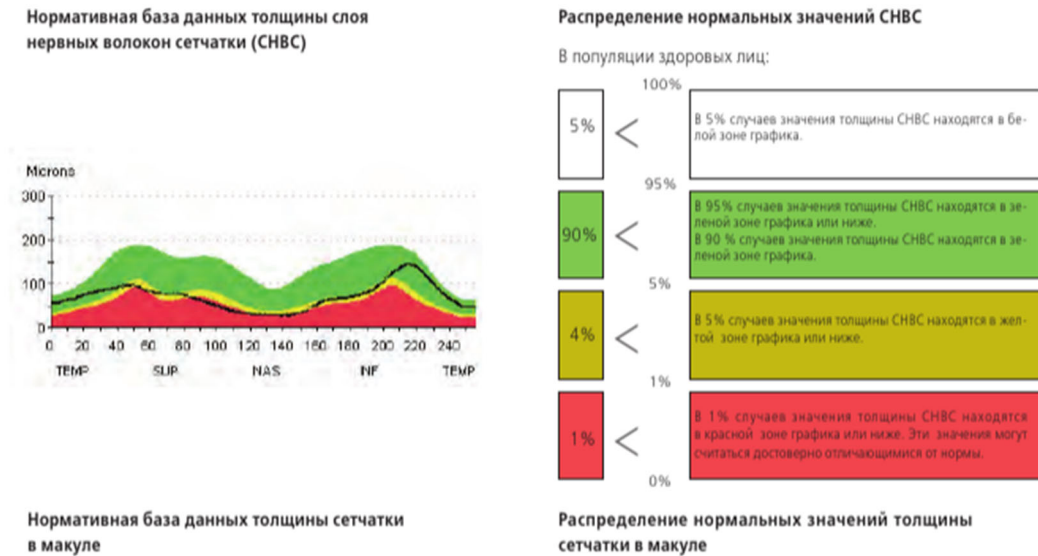 Нормативная база данных толщины слоя
нервных волокон сетчатки (СНВС)
Microns
300
200
100
0
0 20 40 60 80 100 120 140 160 180 200 220 240
TEMP SUP NAS INF TEMP
Распределение нормальных значений СНВС
В популяции здоровых лиц:
100%
5%
В 5% случаев значения толщины СНВС находятся в бе-
лой зоне графика.
95%
90%
В 95% случаев значения толщины СНВС находятся в зе-
леной зоне графика или ниже.
В 90 % случаев значения толщины СНВС находятся в зе-
леной зоне графика.
5%
4%
В 5% случаев значения толщины СНВС находятся в жел-
той зоне графика или ниже.
1%
1%
В 1% случаев значения толщины СНВС находятся
в красной зоне графика или ниже. Эти значения могут
считаться достоверно отличающимися от нормы.
0%
Нормативная база данных толщины сетчатки
в макуле
Распределение нормальных значений толщины
сетчатки в макуле